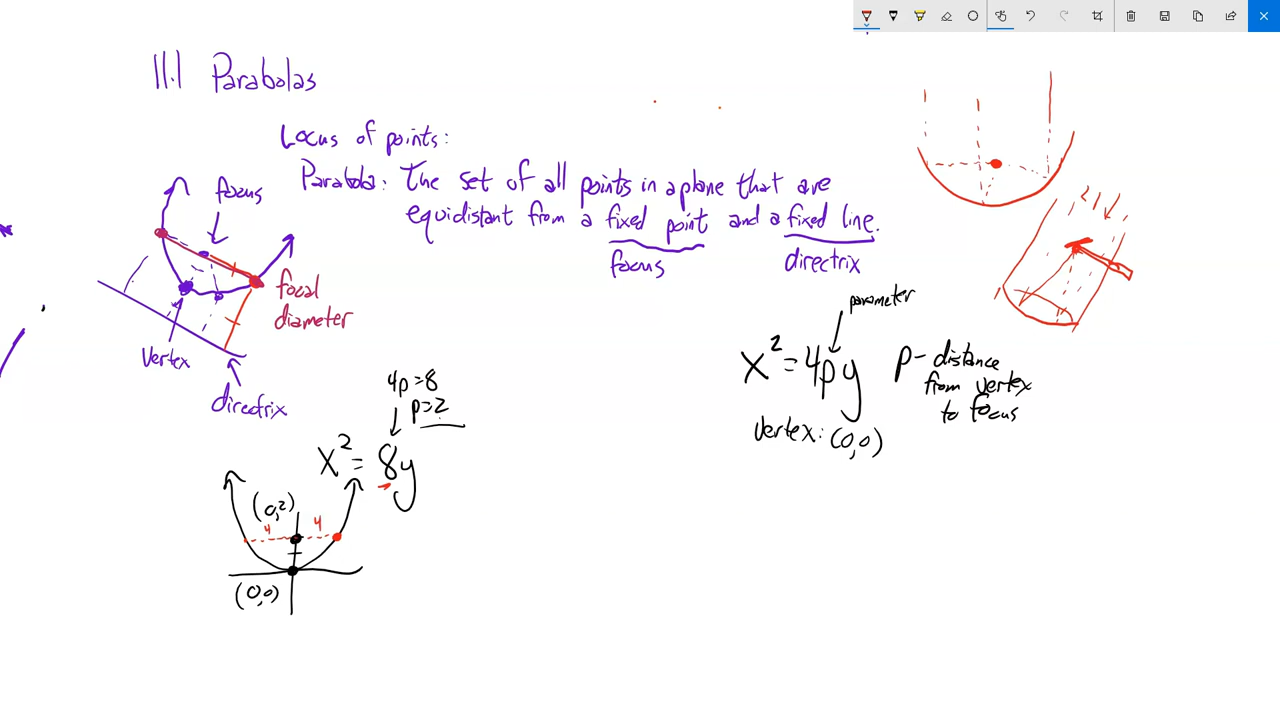 11.1 Parabolas
Locus of points:
Parabola: The set of all points in a plane that are
equidistant from a fixed point and a fixed line.
focus
directrix
focus
focal
diameter
vertex
directrix
parameter
x² = 4py
p - distance
from vertex
to focus
vertex: (0,0)
4p = 8
p = 2
x² = 8y
(0,2)
4 4
(0,0)